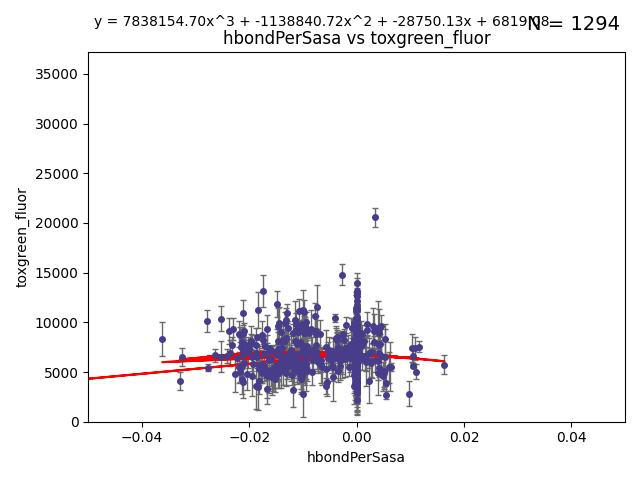 y = 7838154.70x^3 + -1138840.72x^2 + -28750.13x + 6819.08
N = 1294
hbondPerSasa vs toxgreen_fluor
35000
30000
25000
20000
15000
10000
5000
0
toxgreen_fluor
−0.04
−0.02
0.00
0.02
0.04
hbondPerSasa